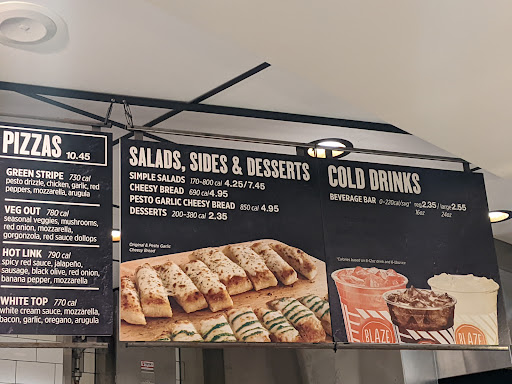 PIZZAS 10.45
GREEN STRIPE 730 cal
pesto drizzle, chicken, garlic, red
peppers, mozzarella, arugula
VEG OUT 780 cal
seasonal veggies, mushrooms,
red onion, mozzarella,
gorgonzola, red sauce dollops
HOT LINK 790 cal
spicy red sauce, jalapeño,
sausage, black olive, red onion,
banana pepper, mozzarella
WHITE TOP 770 cal
white cream sauce, mozzarella,
bacon, garlic, oregano, arugula
SALADS, SIDES & DESSERTS
SIMPLE SALADS 170-800 cal 4.25/7.45
CHEESY BREAD 690 cal 4.95
PESTO GARLIC CHEESY BREAD 850 cal 4.95
DESSERTS 200-380 cal 2.35
Original & Pesto Garlic
Cheesy Bread
COLD DRINKS
BEVERAGE BAR 0-220cal/svg* reg 2.35 / large 2.55
16oz 24oz
BLAZE
BLAZE